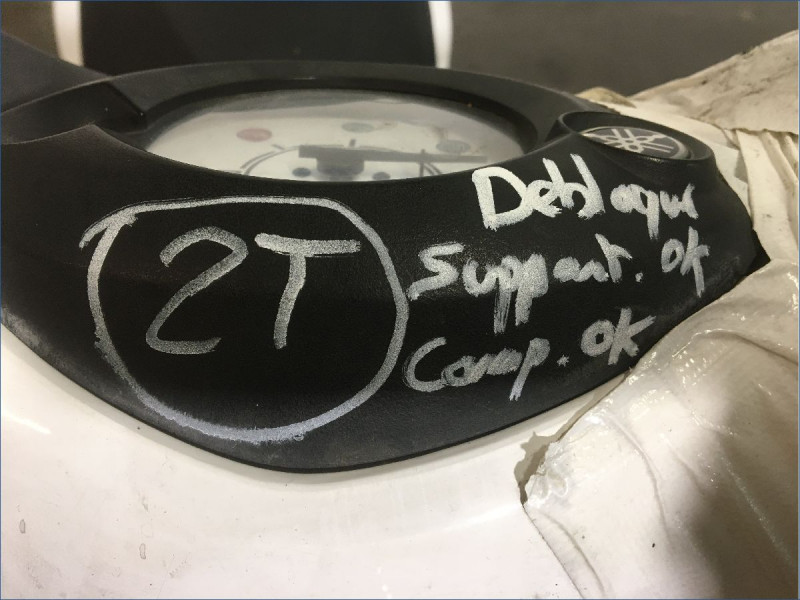 2T
Debloque
Support. OK
Comp. OK